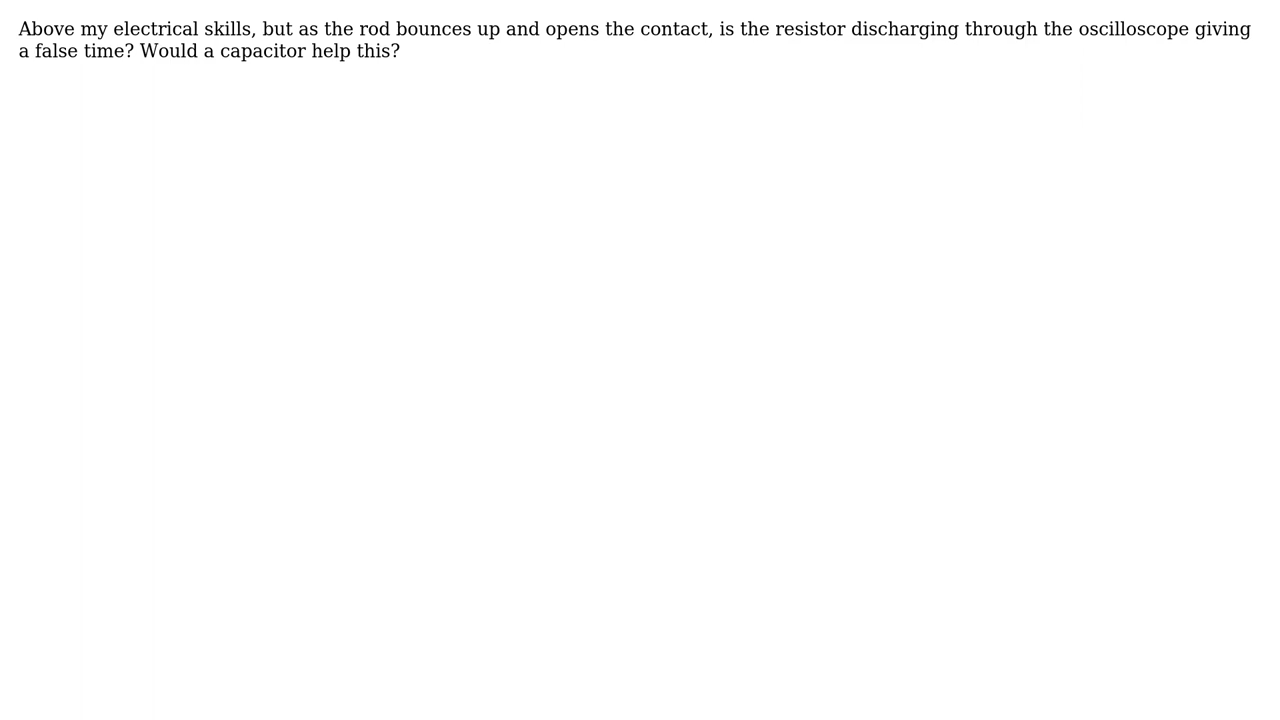 Above my electrical skills, but as the rod bounces up and opens the contact, is the resistor discharging through the oscilloscope giving
a false time? Would a capacitor help this?